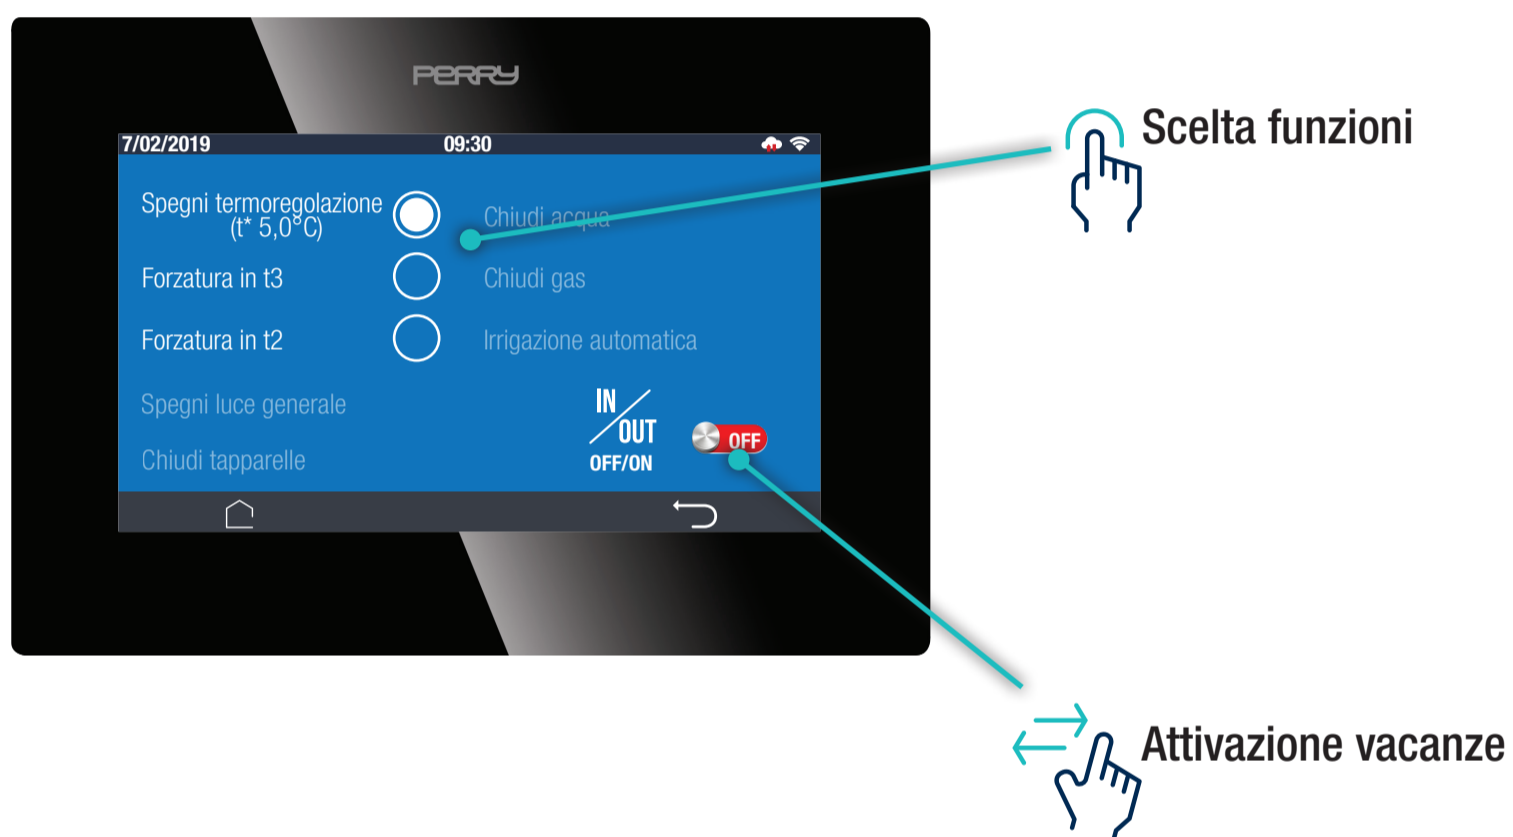 PERRY
7/02/2019 09:30
Spegni termoregolazione
(t* 5,0°C)
Forzatura in t3
Forzatura in t2
Spegni luce generale
Chiudi tapparelle
Chiudi acqua
Chiudi gas
Irrigazione automatica
IN
OUT
OFF/ON
OFF
Scelta funzioni
Attivazione vacanze